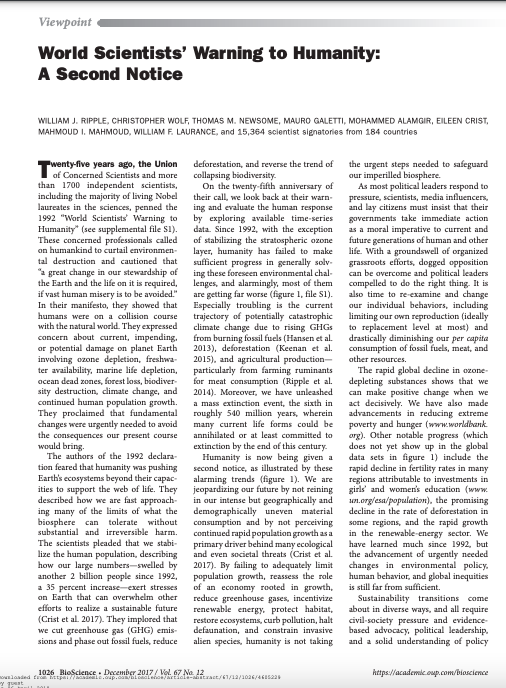 Viewpoint
World Scientists' Warning to Humanity:
A Second Notice
WILLIAM J. RIPPLE, CHRISTOPHER WOLF, THOMAS M. NEWSOME, MAURO GALETTI, MOHAMMED ALAMGIR, EILEEN CRIST,
MAHMOUD I. MAHMOUD, WILLIAM F. LAURANCE, and 15,364 scientist signatories from 184 countries
Twenty-five years ago, the Union
of Concerned Scientists and more
than 1700 independent scientists,
including the majority of living Nobel
laureates in the sciences, penned the
1992 "World Scientists' Warning to
Humanity" (see supplemental file S1).
These concerned professionals called
on humankind to curtail environmen-
tal destruction and cautioned that
"a great change in our stewardship of
the Earth and the life on it is required,
if vast human misery is to be avoided."
In their manifesto, they showed that
humans were on a collision course
with the natural world. They expressed
concern about current, impending,
or potential damage on planet Earth
involving ozone depletion, freshwa-
ter availability, marine life depletion,
ocean dead zones, forest loss, biodiver-
sity destruction, climate change, and
continued human population growth.
They proclaimed that fundamental
changes were urgently needed to avoid
the consequences our present course
would bring.
The authors of the 1992 declara-
tion feared that humanity was pushing
Earth's ecosystems beyond their capac-
ities to support the web of life. They
described how we are fast approach-
ing many of the limits of what the
biosphere can tolerate without
substantial and irreversible harm.
The scientists pleaded that we stabi-
lize the human population, describing
how our large numbers—swelled by
another 2 billion people since 1992,
a 35 percent increase—exert stresses
on Earth that can overwhelm other
efforts to realize a sustainable future
(Crist et al. 2017). They implored that
we cut greenhouse gas (GHG) emis-
sions and phase out fossil fuels, reduce
deforestation, and reverse the trend of
collapsing biodiversity.
On the twenty-fifth anniversary of
their call, we look back at their warn-
ing and evaluate the human response
by exploring available time-series
data. Since 1992, with the exception
of stabilizing the stratospheric ozone
layer, humanity has failed to make
sufficient progress in generally solv-
ing these foreseen environmental chal-
lenges, and alarmingly, most of them
are getting far worse (figure 1, file S1).
Especially troubling is the current
trajectory of potentially catastrophic
climate change due to rising GHGs
from burning fossil fuels (Hansen et al.
2013), deforestation (Keenan et al.
2015), and agricultural production—
particularly from farming ruminants
for meat consumption (Ripple et al.
2014). Moreover, we have unleashed
a mass extinction event, the sixth in
roughly 540 million years, wherein
many current life forms could be
annihilated or at least committed to
extinction by the end of this century.
Humanity is now being given a
second notice, as illustrated by these
alarming trends (figure 1). We are
jeopardizing our future by not reining
in our intense but geographically and
demographically uneven material
consumption and by not perceiving
continued rapid population growth as a
primary driver behind many ecological
and even societal threats (Crist et al.
2017). By failing to adequately limit
population growth, reassess the role
of an economy rooted in growth,
reduce greenhouse gases, incentivize
renewable energy, protect habitat,
restore ecosystems, curb pollution, halt
defaunation, and constrain invasive
alien species, humanity is not taking
the urgent steps needed to safeguard
our imperilled biosphere.
As most political leaders respond to
pressure, scientists, media influencers,
and lay citizens must insist that their
governments take immediate action
as a moral imperative to current and
future generations of human and other
life. With a groundswell of organized
grassroots efforts, dogged opposition
can be overcome and political leaders
compelled to do the right thing. It is
also time to re-examine and change
our individual behaviors, including
limiting our own reproduction (ideally
to replacement level at most) and
drastically diminishing our per capita
consumption of fossil fuels, meat, and
other resources.
The rapid global decline in ozone-
depleting substances shows that we
can make positive change when we
act decisively. We have also made
advancements in reducing extreme
poverty and hunger (www.worldbank.
org). Other notable progress (which
does not yet show up in the global
data sets in figure 1) include the
rapid decline in fertility rates in many
regions attributable to investments in
girls' and women's education (www.
un.org/esa/population), the promising
decline in the rate of deforestation in
some regions, and the rapid growth
in the renewable-energy sector. We
have learned much since 1992, but
the advancement of urgently needed
changes in environmental policy,
human behavior, and global inequities
is still far from sufficient.
Sustainability transitions come
about in diverse ways, and all require
civil-society pressure and evidence-
based advocacy, political leadership,
and a solid understanding of policy
1026 BioScience • December 2017 / Vol. 67 No. 12
https://academic.oup.com/bioscience
ownloaded from https://academic.oup.com/bioscience/article-abstract/67/12/1026/4605229
y guest